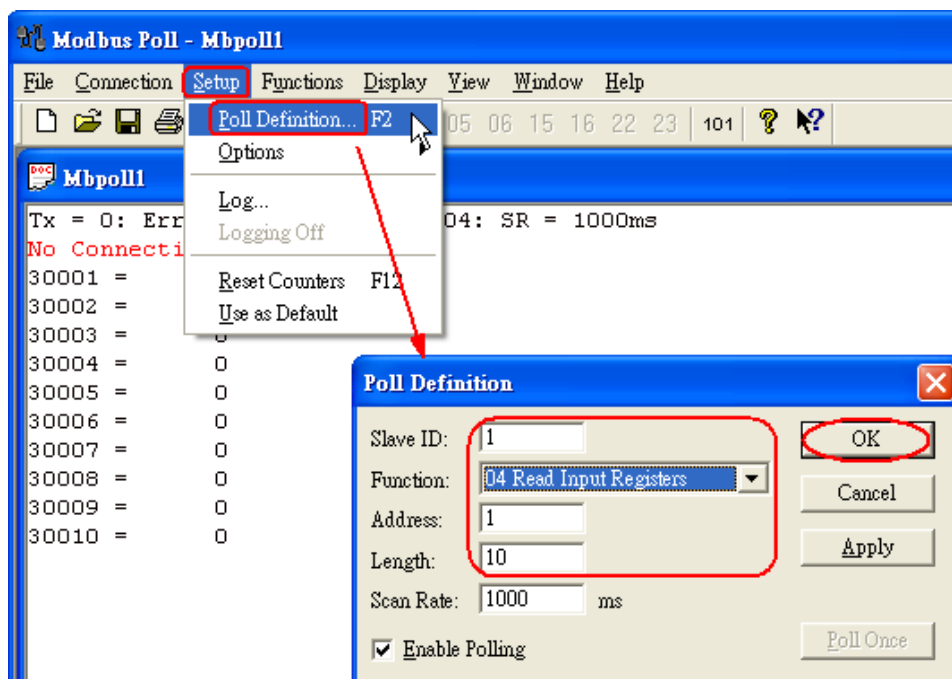 Modbus Poll - Mbpoll1
File Connection Setup Functions Display View Window Help
05 06 15 16 22 23 101
Poll Definition... F2
Options
Log...
Logging Off
Reset Counters F12
Use as Default
DOC Mbpoll1
Tx = 0: Err 04: SR = 1000ms
No Connecti
30001 =
30002 =
30003 = 0
30004 = 0
30005 = 0
30006 = 0
30007 = 0
30008 = 0
30009 = 0
30010 = 0
Poll Definition
Slave ID: 1
OK
Function: 04 Read Input Registers
Cancel
Address: 1
Apply
Length: 10
Scan Rate: 1000 ms
Enable Polling
Poll Once